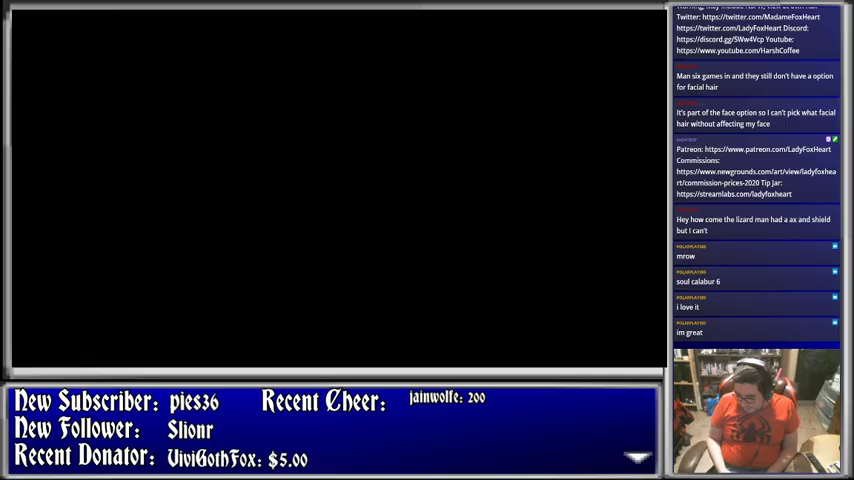 Twitter: https://twitter.com/MadameFoxHeart
https://twitter.com/LadyFoxHeart Discord:
https://discord.gg/5Ww4Vcp Youtube:
https://www.youtube.com/HarshCoffee
Man six games in and they still don't have a option
for facial hair
It's part of the face option so I can't pick what facial
hair without affecting my face
Patreon: https://www.patreon.com/LadyFoxHeart
Commissions:
https://www.newgrounds.com/art/view/ladyfoxhea
rt/commission-prices-2020 Tip Jar:
https://streamlabs.com/ladyfoxheart
Hey how come the lizard man had a ax and shield
but I can't
mrow
soul calabur 6
i love it
im great
New Subscriber: pies36
Recent Cheer: jainwolfe: 200
New Follower: Slionr
Recent Donator: ViviGothFox: $5.00